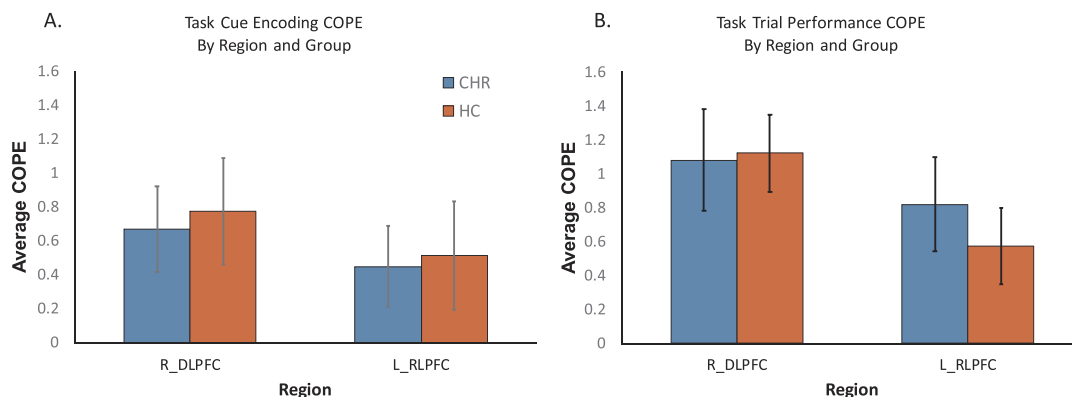 A.
Task Cue Encoding COPE
By Region and Group
CHR
HC
Average COPE
1.6
1.4
1.2
1
0.8
0.6
0.4
0.2
0
R_DLPFC
L_RLPFC
Region
B.
Task Trial Performance COPE
By Region and Group
Average COPE
1.6
1.4
1.2
1
0.8
0.6
0.4
0.2
0
R_DLPFC
L_RLPFC
Region